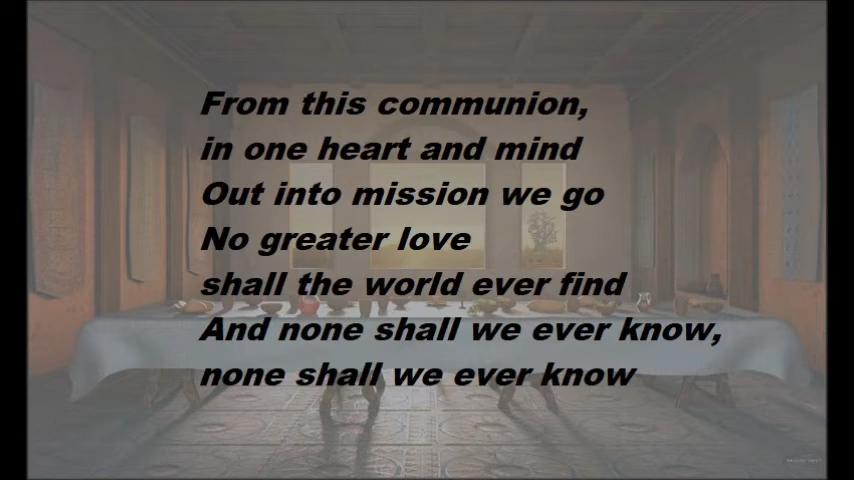 From this communion,
in one heart and mind
Out into mission we go
No greater love
shall the world ever find
And none shall we ever know,
none shall we ever know